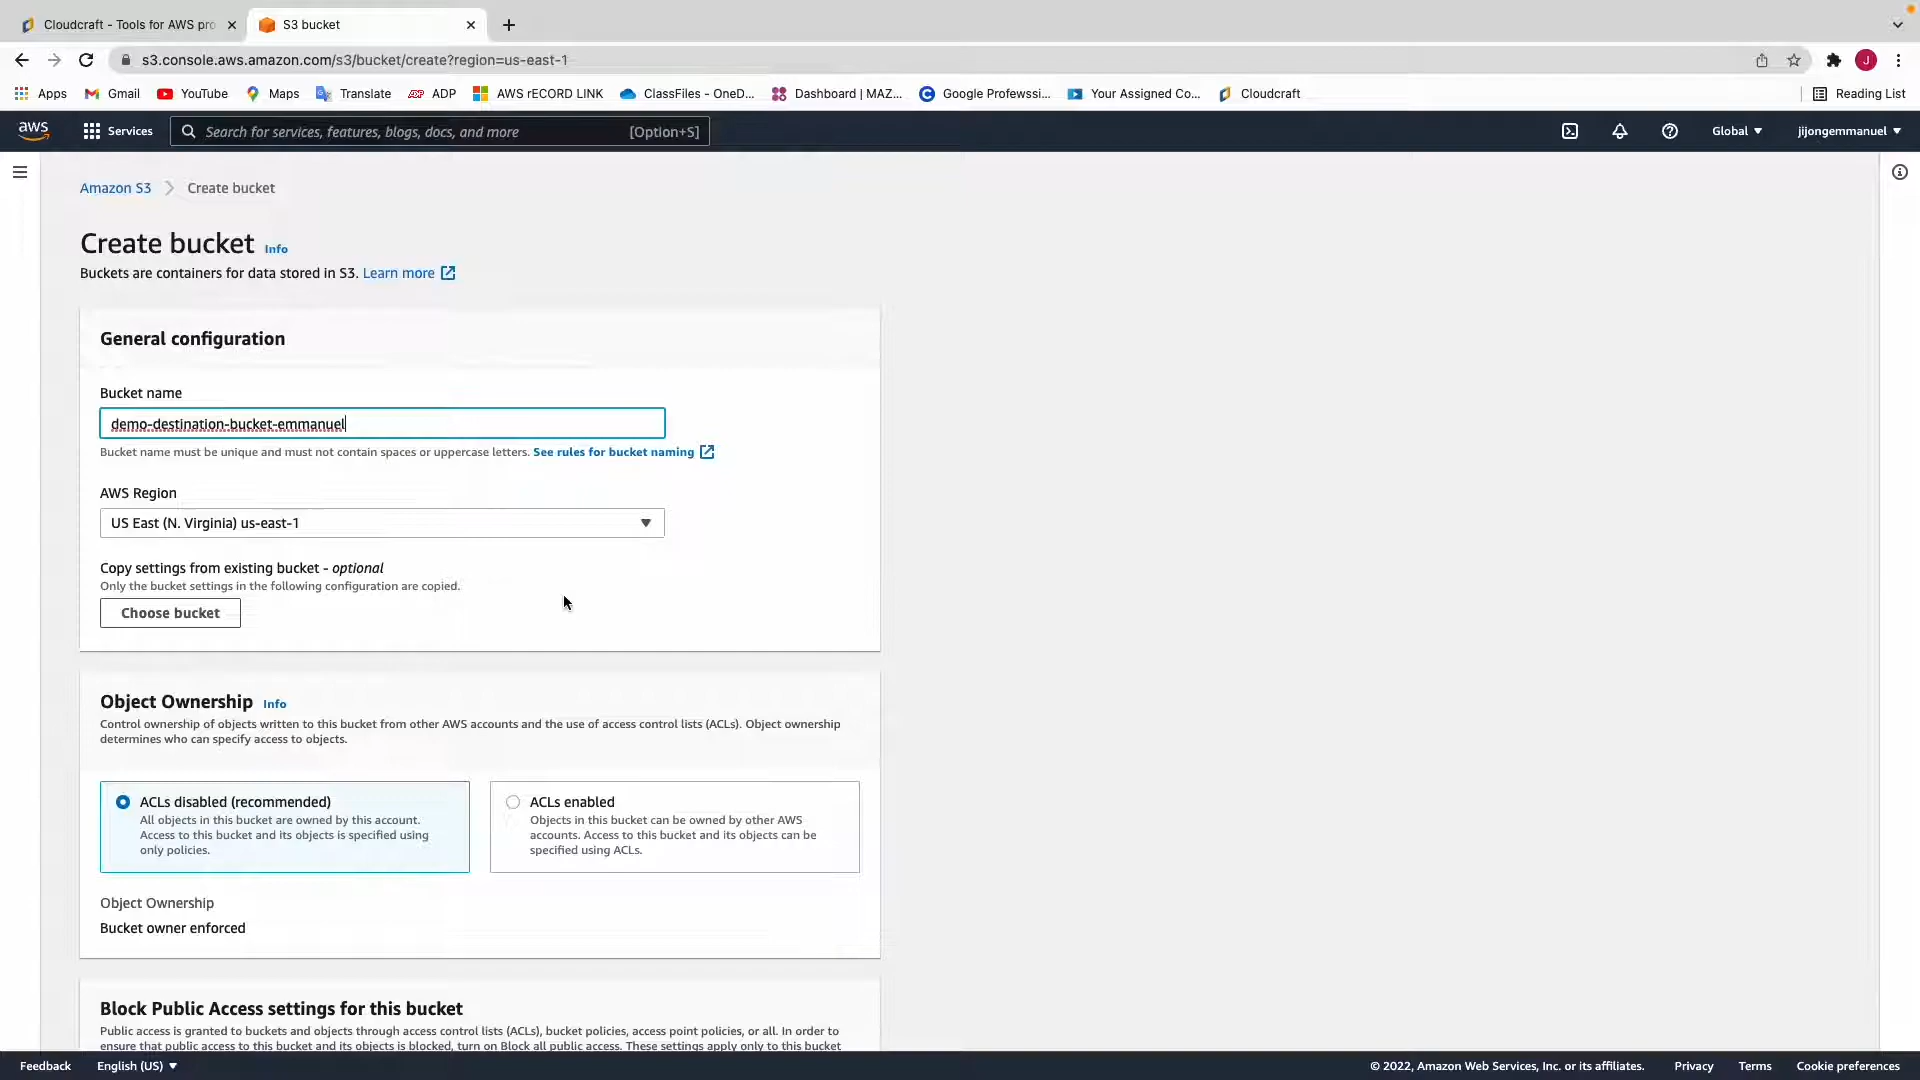 Cloudcraft - Tools for AWS pro
S3 bucket
s3.console.aws.amazon.com/s3/bucket/create?region=us-east-1
J
Apps Gmail YouTube Maps Translate ADP AWS rECORD LINK ClassFiles - OneD... Dashboard | MAZ... Google Profewssi... Your Assigned Co... Cloudcraft Reading List
aws Services Search for services, features, blogs, docs, and more [Option+S] Global jijongemmanuel
Amazon S3 Create bucket
Create bucket Info
Buckets are containers for data stored in S3. Learn more
General configuration
Bucket name
demo-destination-bucket-emmanuel
Bucket name must be unique and must not contain spaces or uppercase letters. See rules for bucket naming
AWS Region
US East (N. Virginia) us-east-1
Copy settings from existing bucket - optional
Only the bucket settings in the following configuration are copied.
Choose bucket
Object Ownership Info
Control ownership of objects written to this bucket from other AWS accounts and the use of access control lists (ACLs). Object ownership
determines who can specify access to objects.
ACLs disabled (recommended)
All objects in this bucket are owned by this account.
Access to this bucket and its objects is specified using
only policies.
ACLs enabled
Objects in this bucket can be owned by other AWS
accounts. Access to this bucket and its objects can be
specified using ACLs.
Object Ownership
Bucket owner enforced
Block Public Access settings for this bucket
Public access is granted to buckets and objects through access control lists (ACLs), bucket policies, access point policies, or all. In order to
ensure that public access to this bucket and its objects is blocked, turn on Block all public access. These settings apply only to this bucket
Feedback English (US) © 2022, Amazon Web Services, Inc. or its affiliates. Privacy Terms Cookie preferences